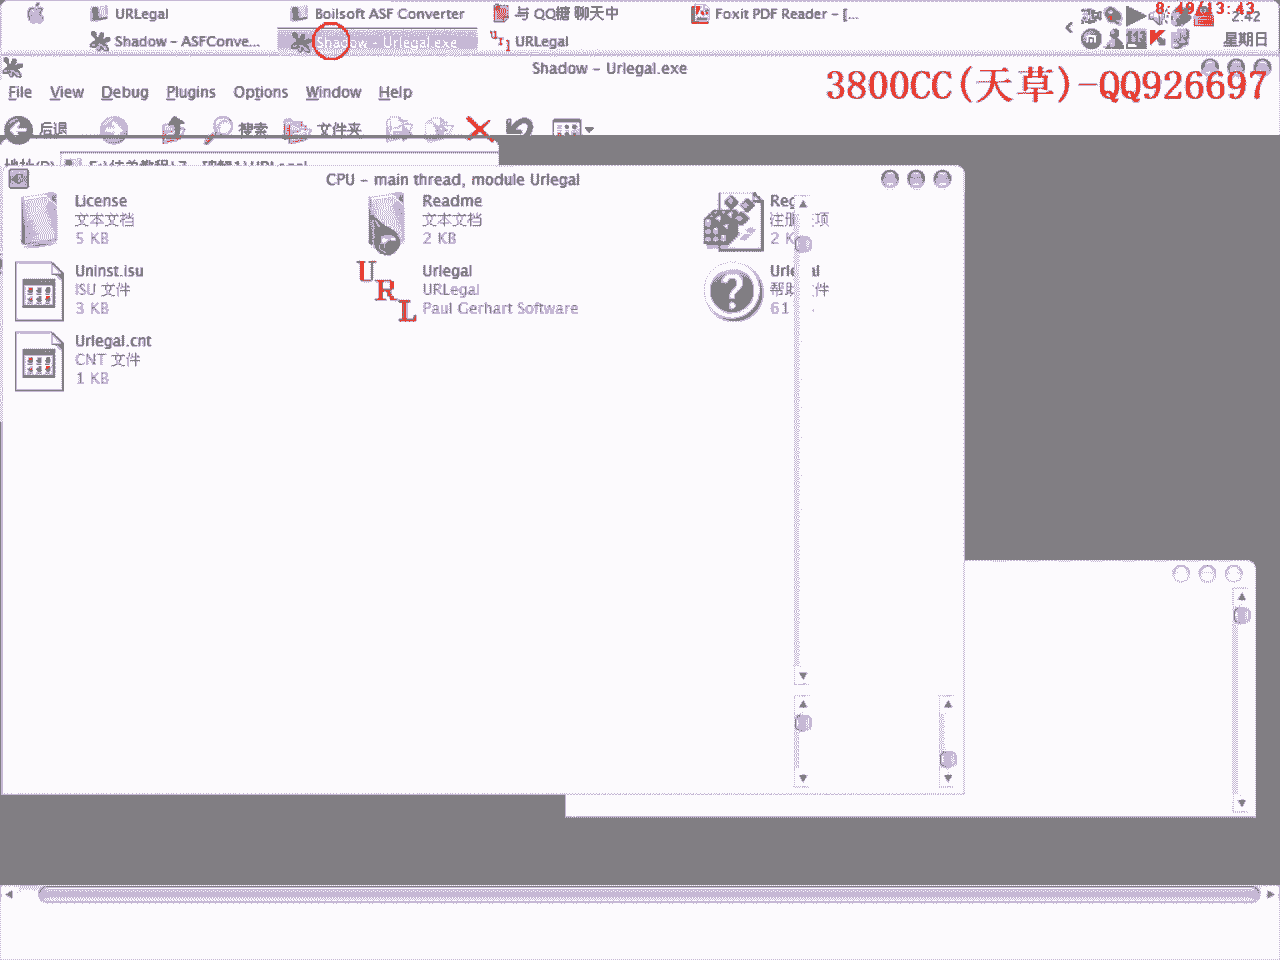 URLegal
Boilsoft ASF Converter
与 QQ糖 聊天中
Foxit PDF Reader - [...
8:49/13:43
2:42
Shadow - ASFConve...
Shadow - Urlegal.exe
URLegal
星期日
Shadow - Urlegal.exe
3800CC(天草)-QQ926697
File View Debug Plugins Options Window Help
后退
搜索
文件夹
CPU - main thread, module Urlegal
License
文本文档
5 KB
Readme
文本文档
2 KB
Reg
注册 项
2 K
Uninst.isu
ISU 文件
3 KB
Urlegal
URLegal
Paul Gerhart Software
帮助 件
61
Urlegal.cnt
CNT 文件
1 KB